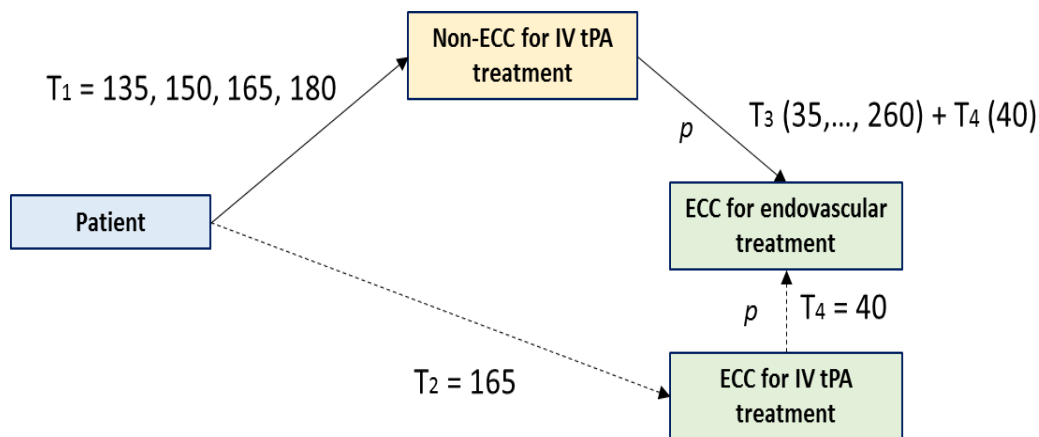 Non-ECC for IV tPA
treatment
T1 = 135, 150, 165, 180
T3 (35,..., 260) + T4 (40)
p
Patient
ECC for endovascular
treatment
p
T4 = 40
T2 = 165
ECC for IV tPA
treatment